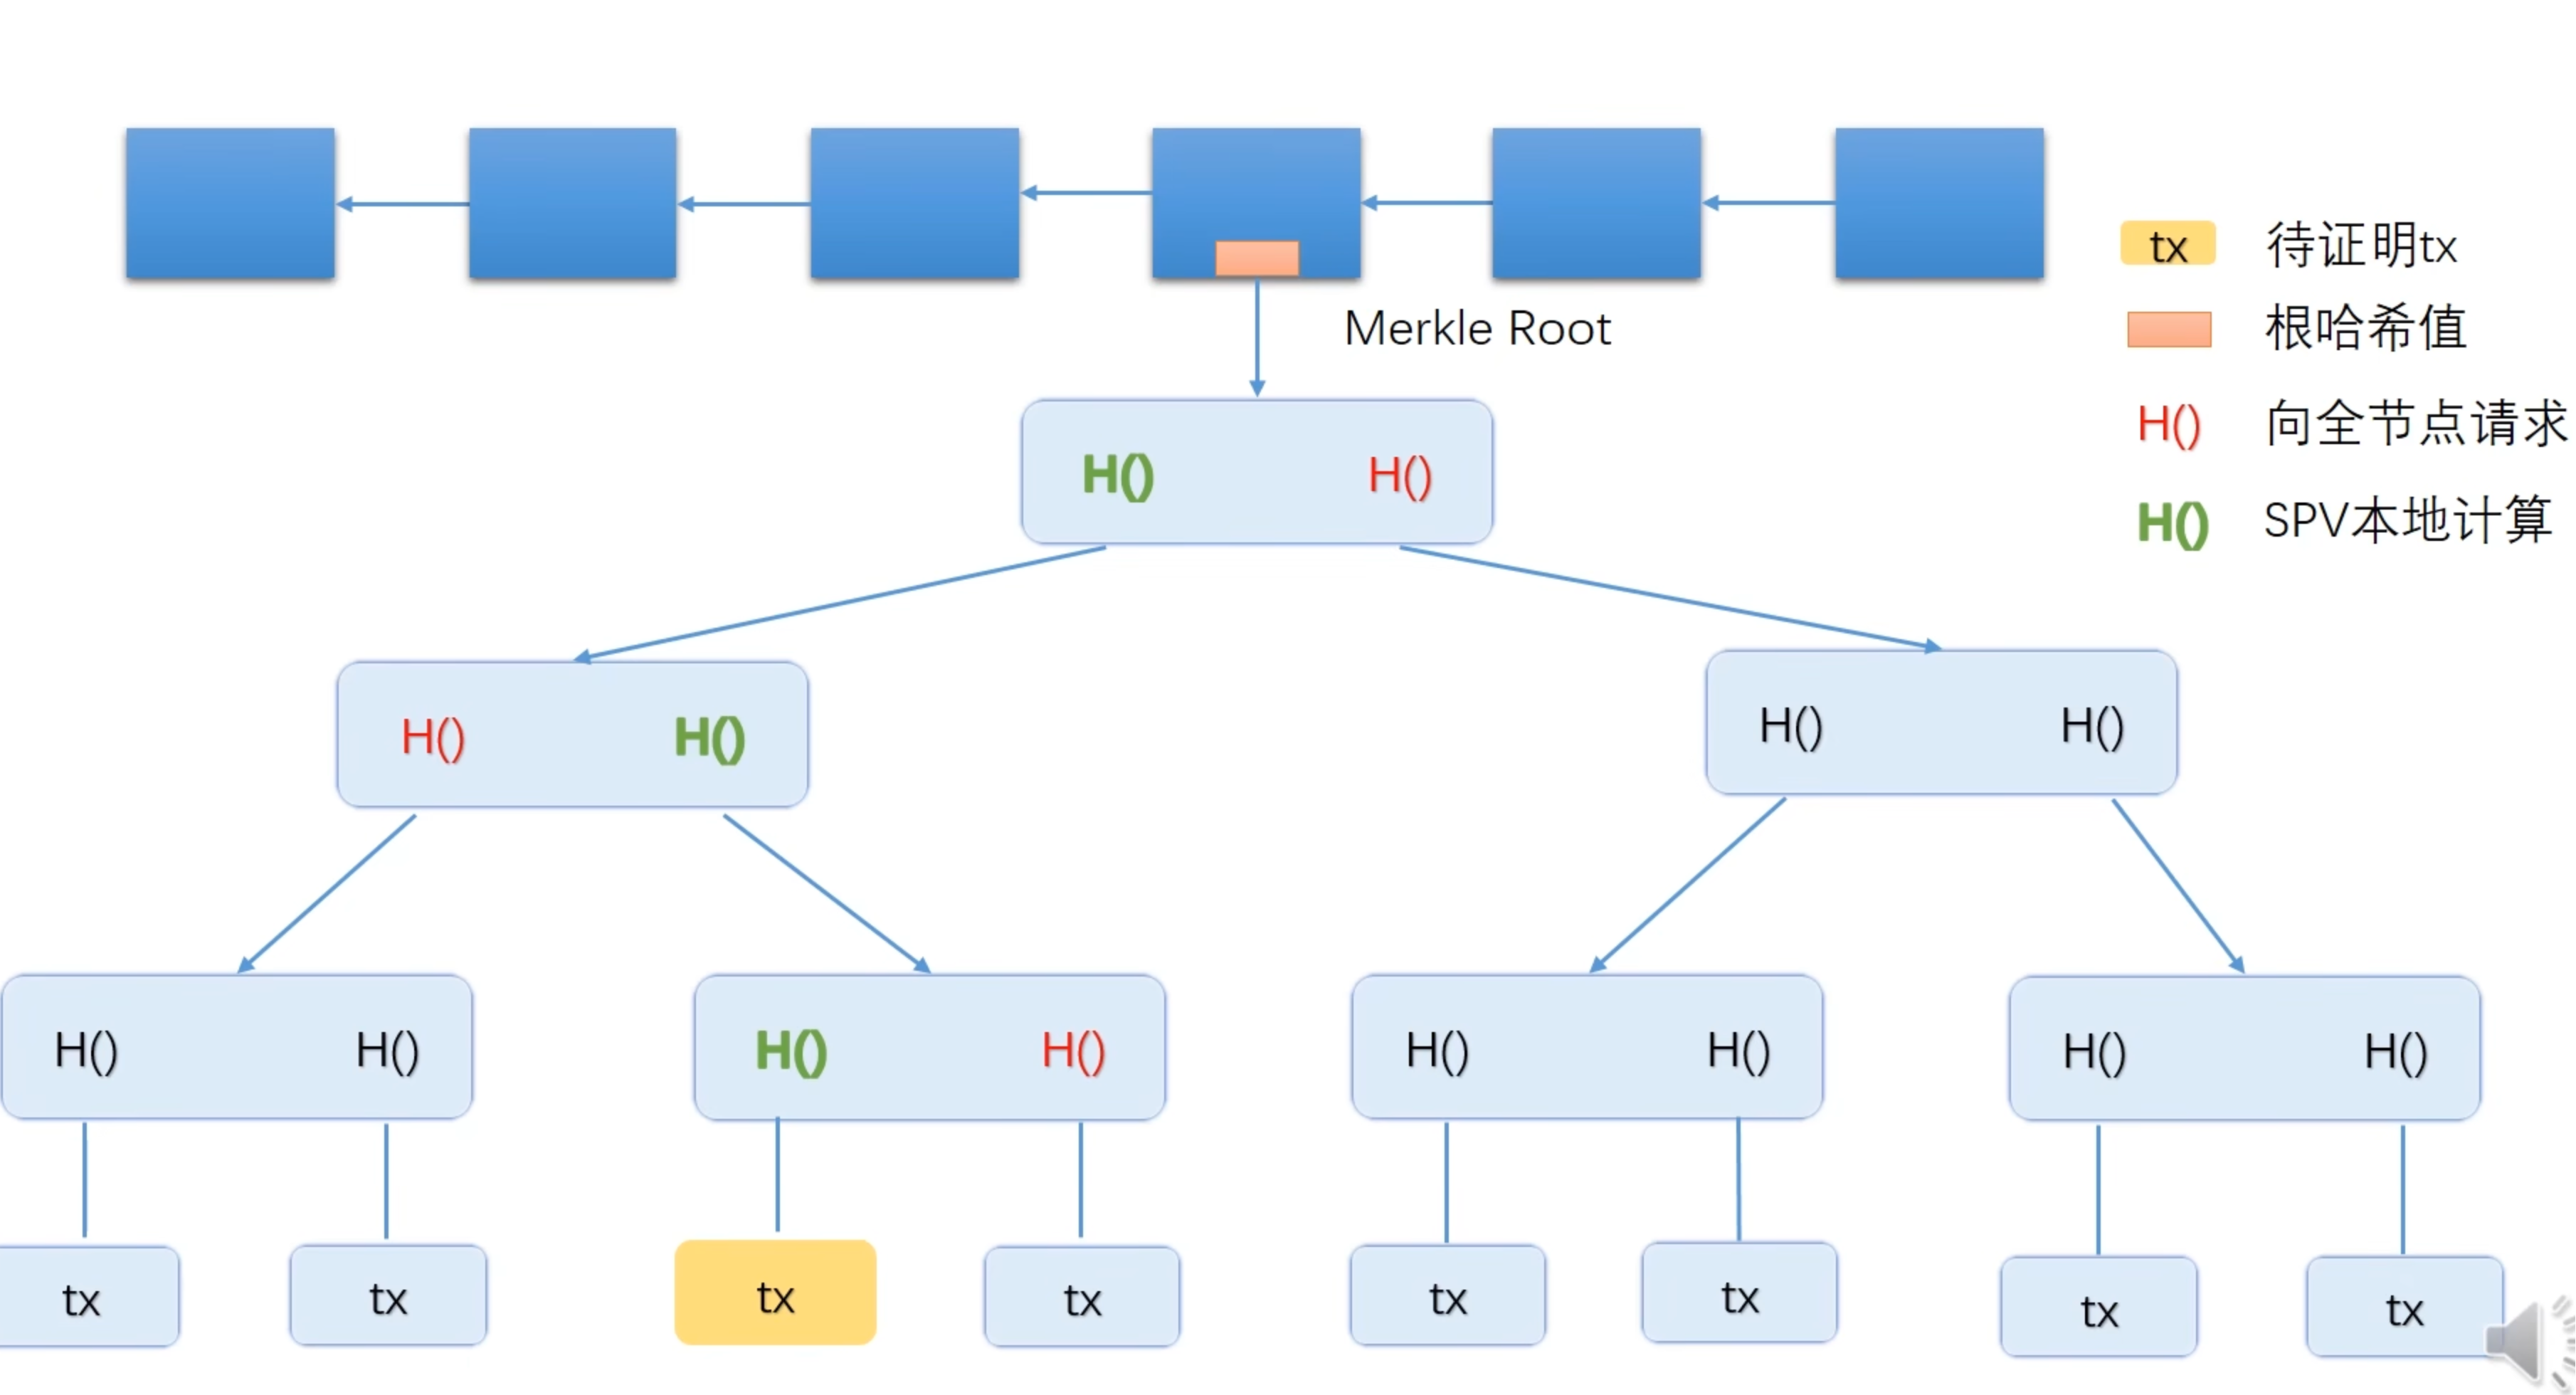 tx 待证明tx
Merkle Root
根哈希值
H() 向全节点请求
H() H()
H() SPV本地计算
H() H() H() H()
H() H() H() H() H() H() H() H()
tx tx tx tx tx tx tx tx